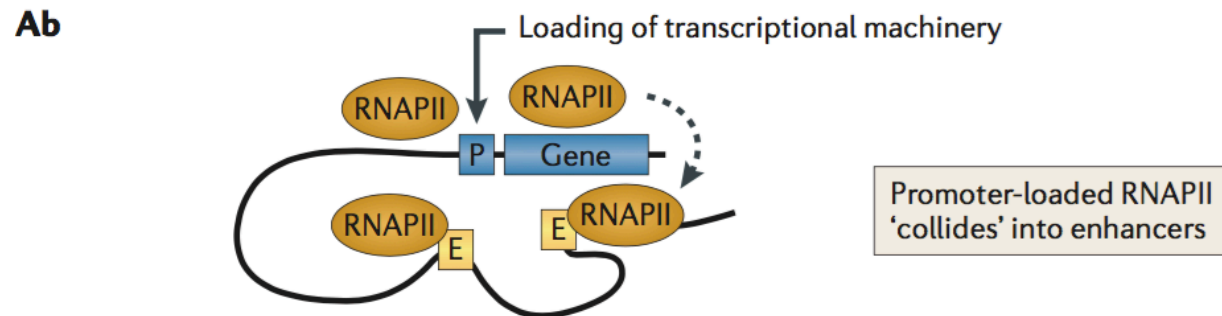 Ab
Loading of transcriptional machinery
RNAPII
RNAPII
P
Gene
RNAPII
E
E
RNAPII
Promoter-loaded RNAPII
‘collides’ into enhancers